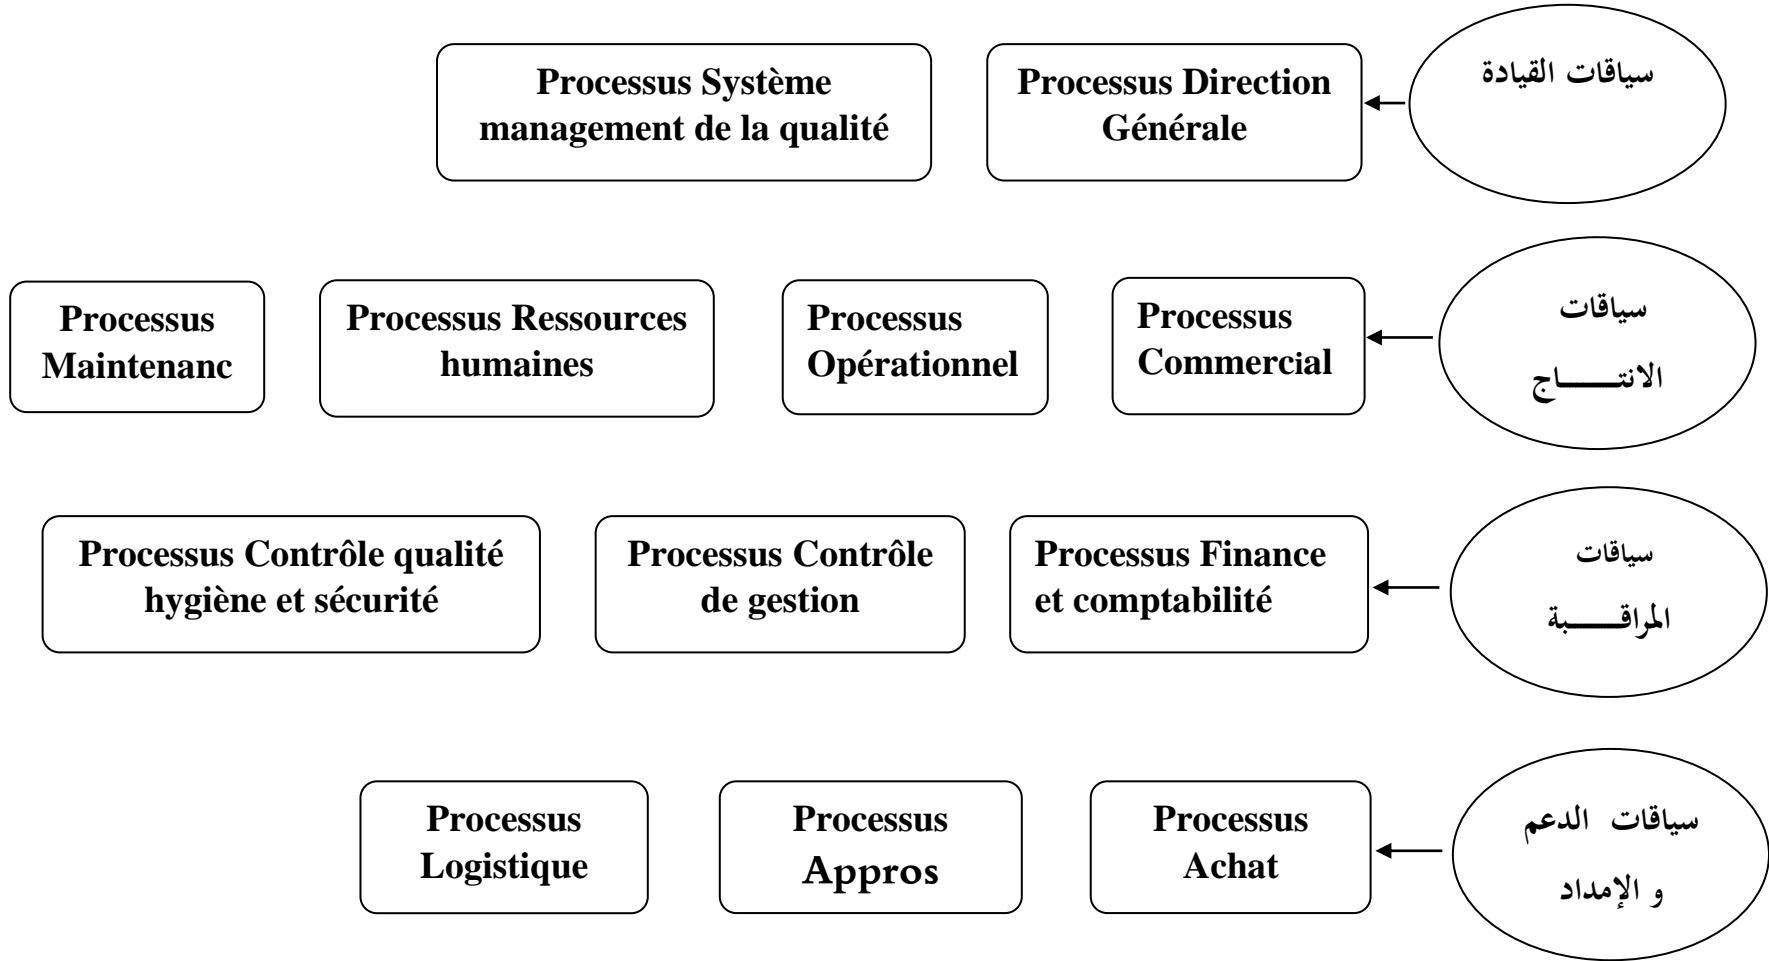 سياقات القيادة
Processus Direction
Générale
Processus Système
management de la qualité
سياقات
الانتـــــــاج
Processus
Commercial
Processus
Opérationnel
Processus Ressources
humaines
Processus
Maintenanc
سياقات
المراقـــــــبة
Processus Finance
et comptabilité
Processus Contrôle
de gestion
Processus Contrôle qualité
hygiène et sécurité
سياقات الدعم
و الإمداد
Processus
Achat
Processus
Appros
Processus
Logistique